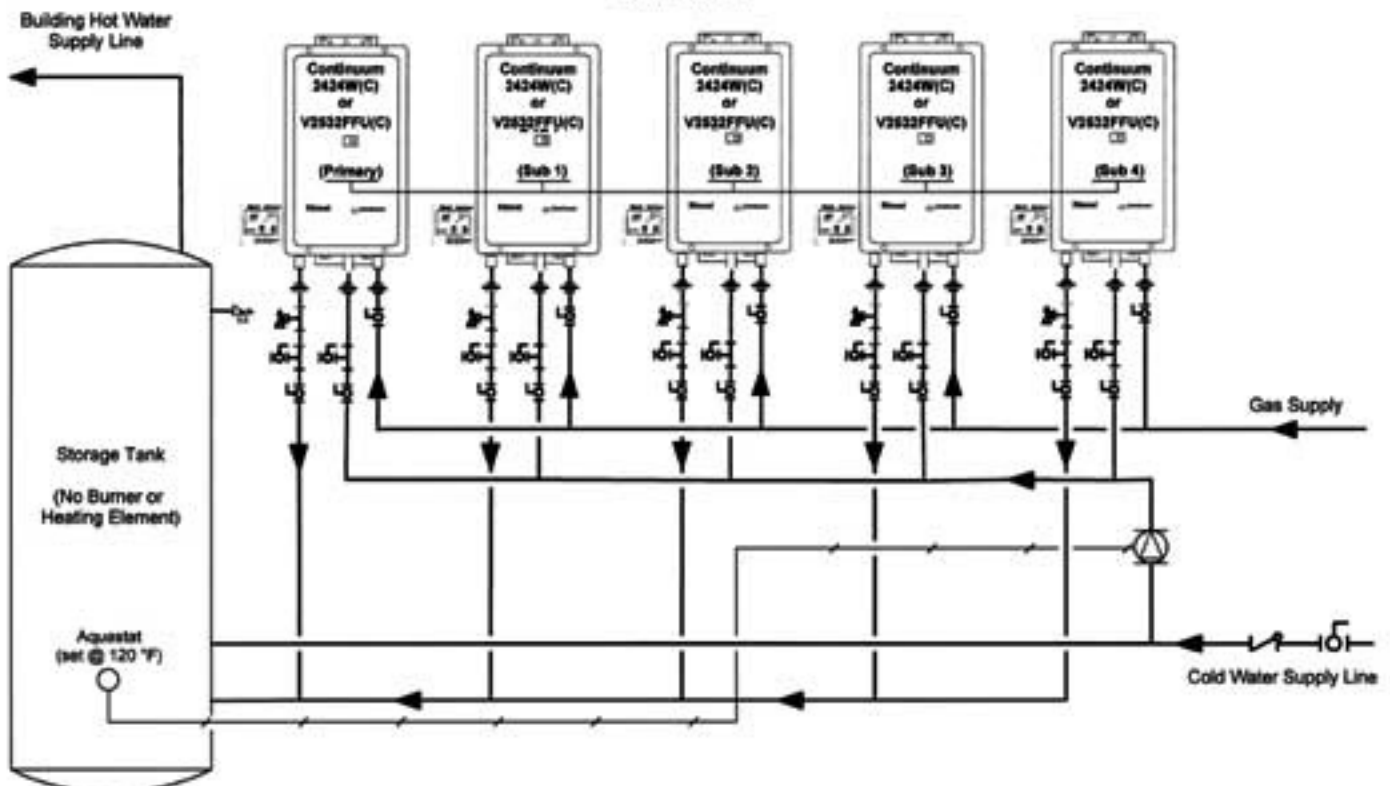 Building Hot Water
Supply Line
Continuum
2424W(C)
or
V2532FFU(C)
(Primary)
Continuum
2424W(C)
or
V2532FFU(C)
(Sub 1)
Continuum
2424W(C)
or
V2532FFU(C)
(Sub 2)
Continuum
2424W(C)
or
V2532FFU(C)
(Sub 3)
Continuum
2424W(C)
or
V2532FFU(C)
(Sub 4)
Gas Supply
Storage Tank
(No Burner or
Heating Element)
Aquastat
(set @ 120 °F)
Cold Water Supply Line